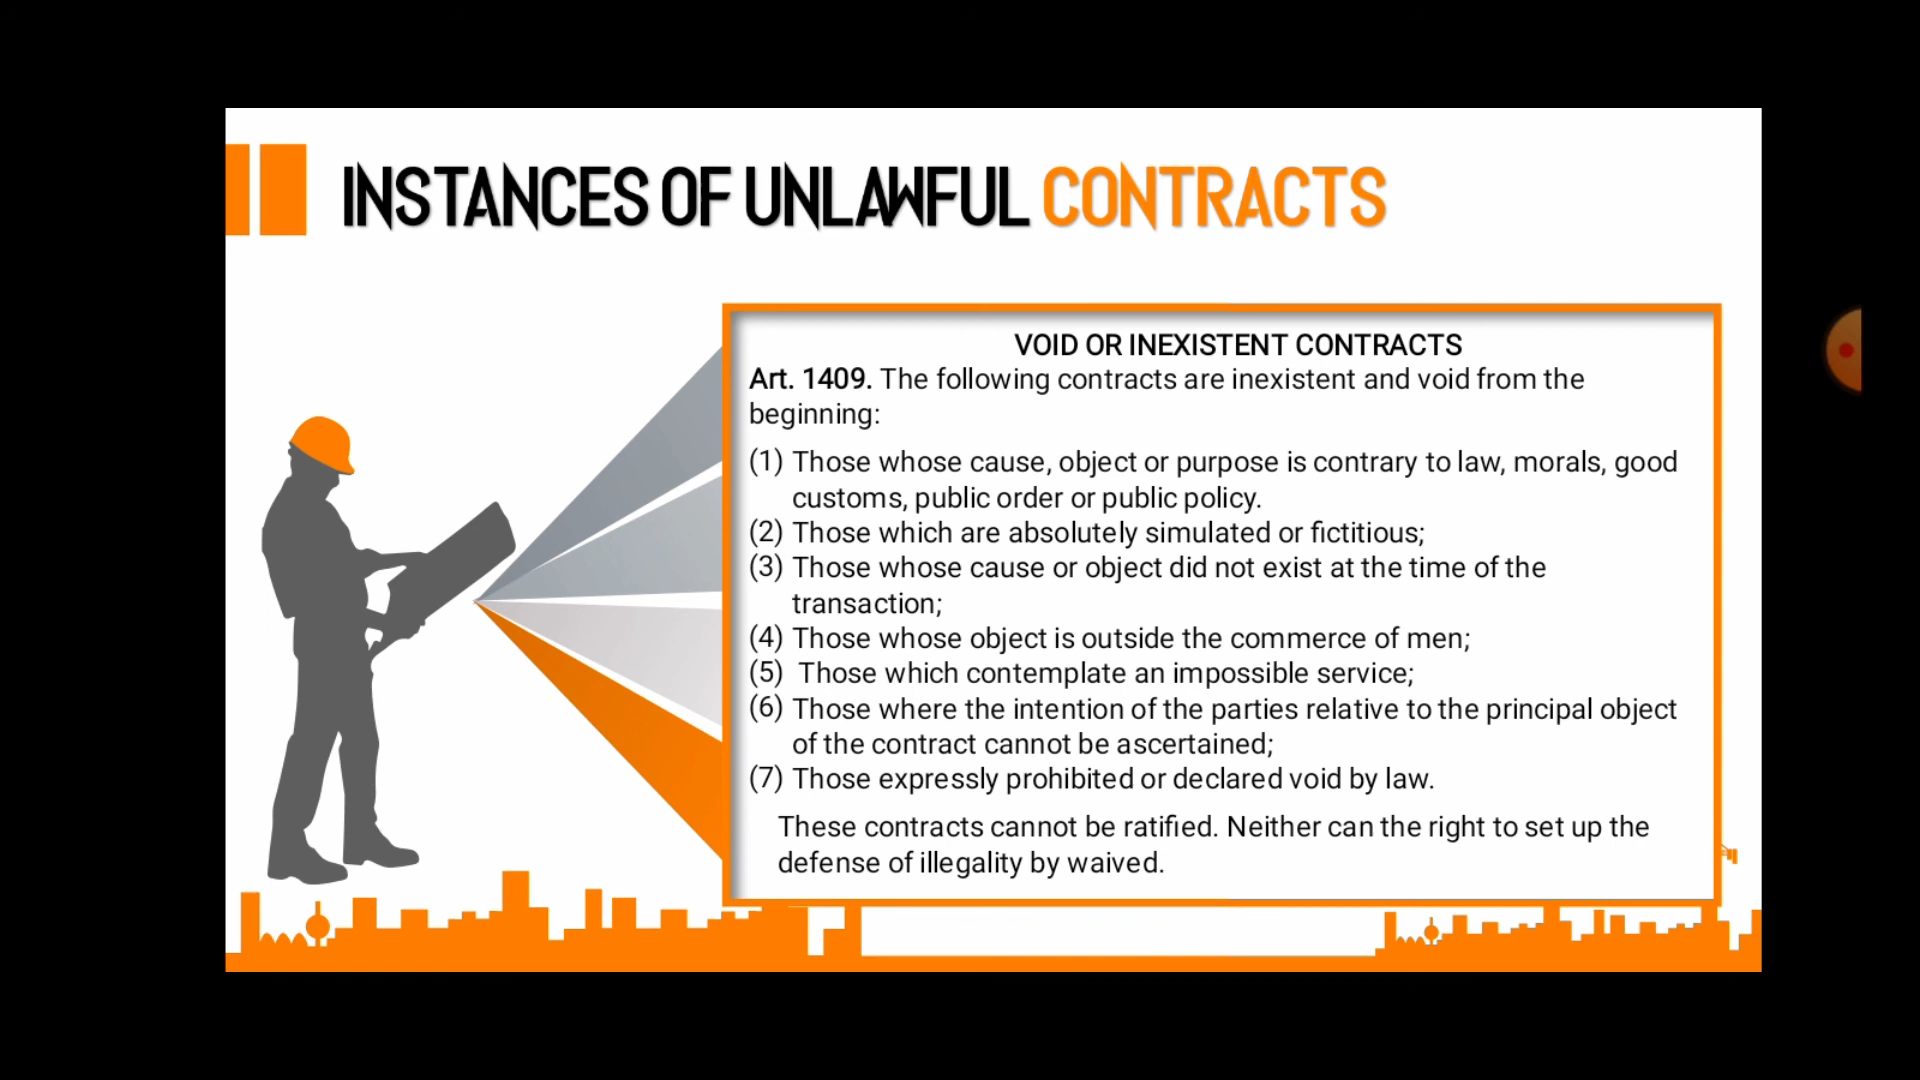 INSTANCES OF UNLAWFUL CONTRACTS
VOID OR INEXISTENT CONTRACTS
Art. 1409. The following contracts are inexistent and void from the
beginning:
(1) Those whose cause, object or purpose is contrary to law, morals, good
customs, public order or public policy.
(2) Those which are absolutely simulated or fictitious;
(3) Those whose cause or object did not exist at the time of the
transaction;
(4) Those whose object is outside the commerce of men;
(5) Those which contemplate an impossible service;
(6) Those where the intention of the parties relative to the principal object
of the contract cannot be ascertained;
(7) Those expressly prohibited or declared void by law.
These contracts cannot be ratified. Neither can the right to set up the
defense of illegality by waived.